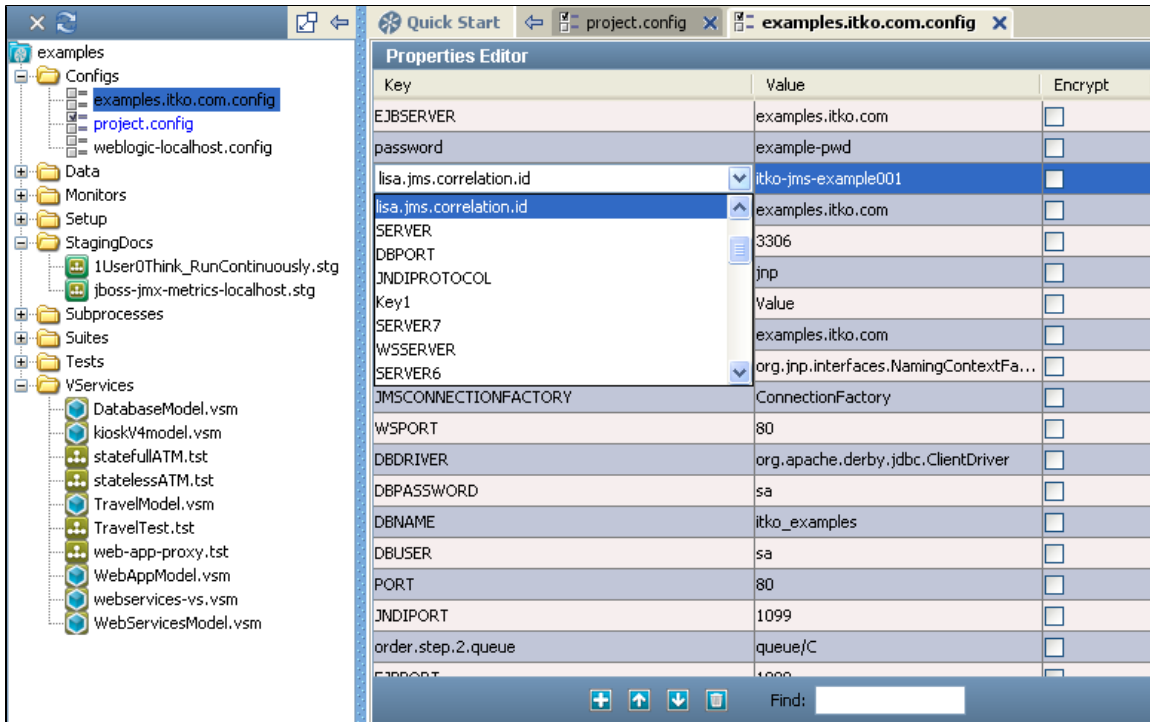 Quick Start
project.config
examples.itko.com.config
examples
Configs
examples.itko.com.config
project.config
weblogic-localhost.config
Data
Monitors
Setup
StagingDocs
1User0Think_RunContinuously.stg
jboss-jmx-metrics-localhost.stg
Subprocesses
Suites
Tests
VServices
DatabaseModel.vsm
kioskV4model.vsm
statefullATM.tst
statelessATM.tst
TravelModel.vsm
TravelTest.tst
web-app-proxy.tst
WebAppModel.vsm
webservices-vs.vsm
WebServicesModel.vsm
Properties Editor
Key Value Encrypt
EJBSERVER examples.itko.com
password example-pwd
lisa.jms.correlation.id itko-jms-example001
lisa.jms.correlation.id examples.itko.com
SERVER
DBPORT 3306
JNDIPROTOCOL jnp
Key1 Value
SERVER7
WSSERVER examples.itko.com
SERVER6 org.jnp.interfaces.NamingContextFa...
JMSCONNECTIONFACTORY ConnectionFactory
WSPORT 80
DBDRIVER org.apache.derby.jdbc.ClientDriver
DBPASSWORD sa
DBNAME itko_examples
DBUSER sa
PORT 80
JNDIPORT 1099
order.step.2.queue queue/C
EJBPORT 1099
Find: